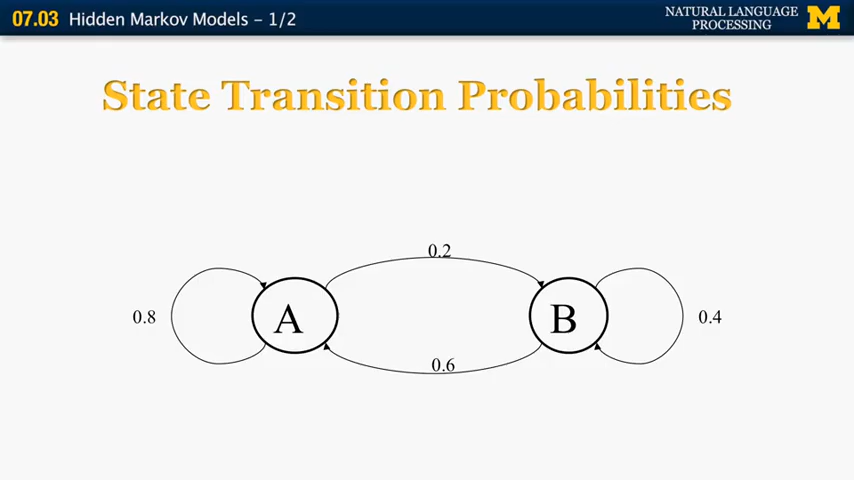 07.03 Hidden Markov Models – 1/2
NATURAL LANGUAGE
PROCESSING
M
State Transition Probabilities
0.2
0.8
A
B
0.4
0.6